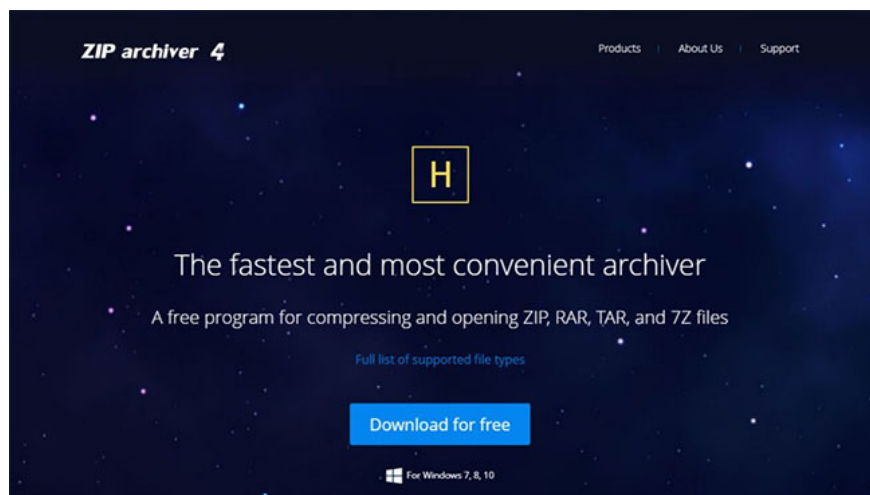 ZIP archiver 4
Products | About Us | Support
H
The fastest and most convenient archiver
A free program for compressing and opening ZIP, RAR, TAR, and 7Z files
Full list of supported file types
Download for free
For Windows 7, 8, 10